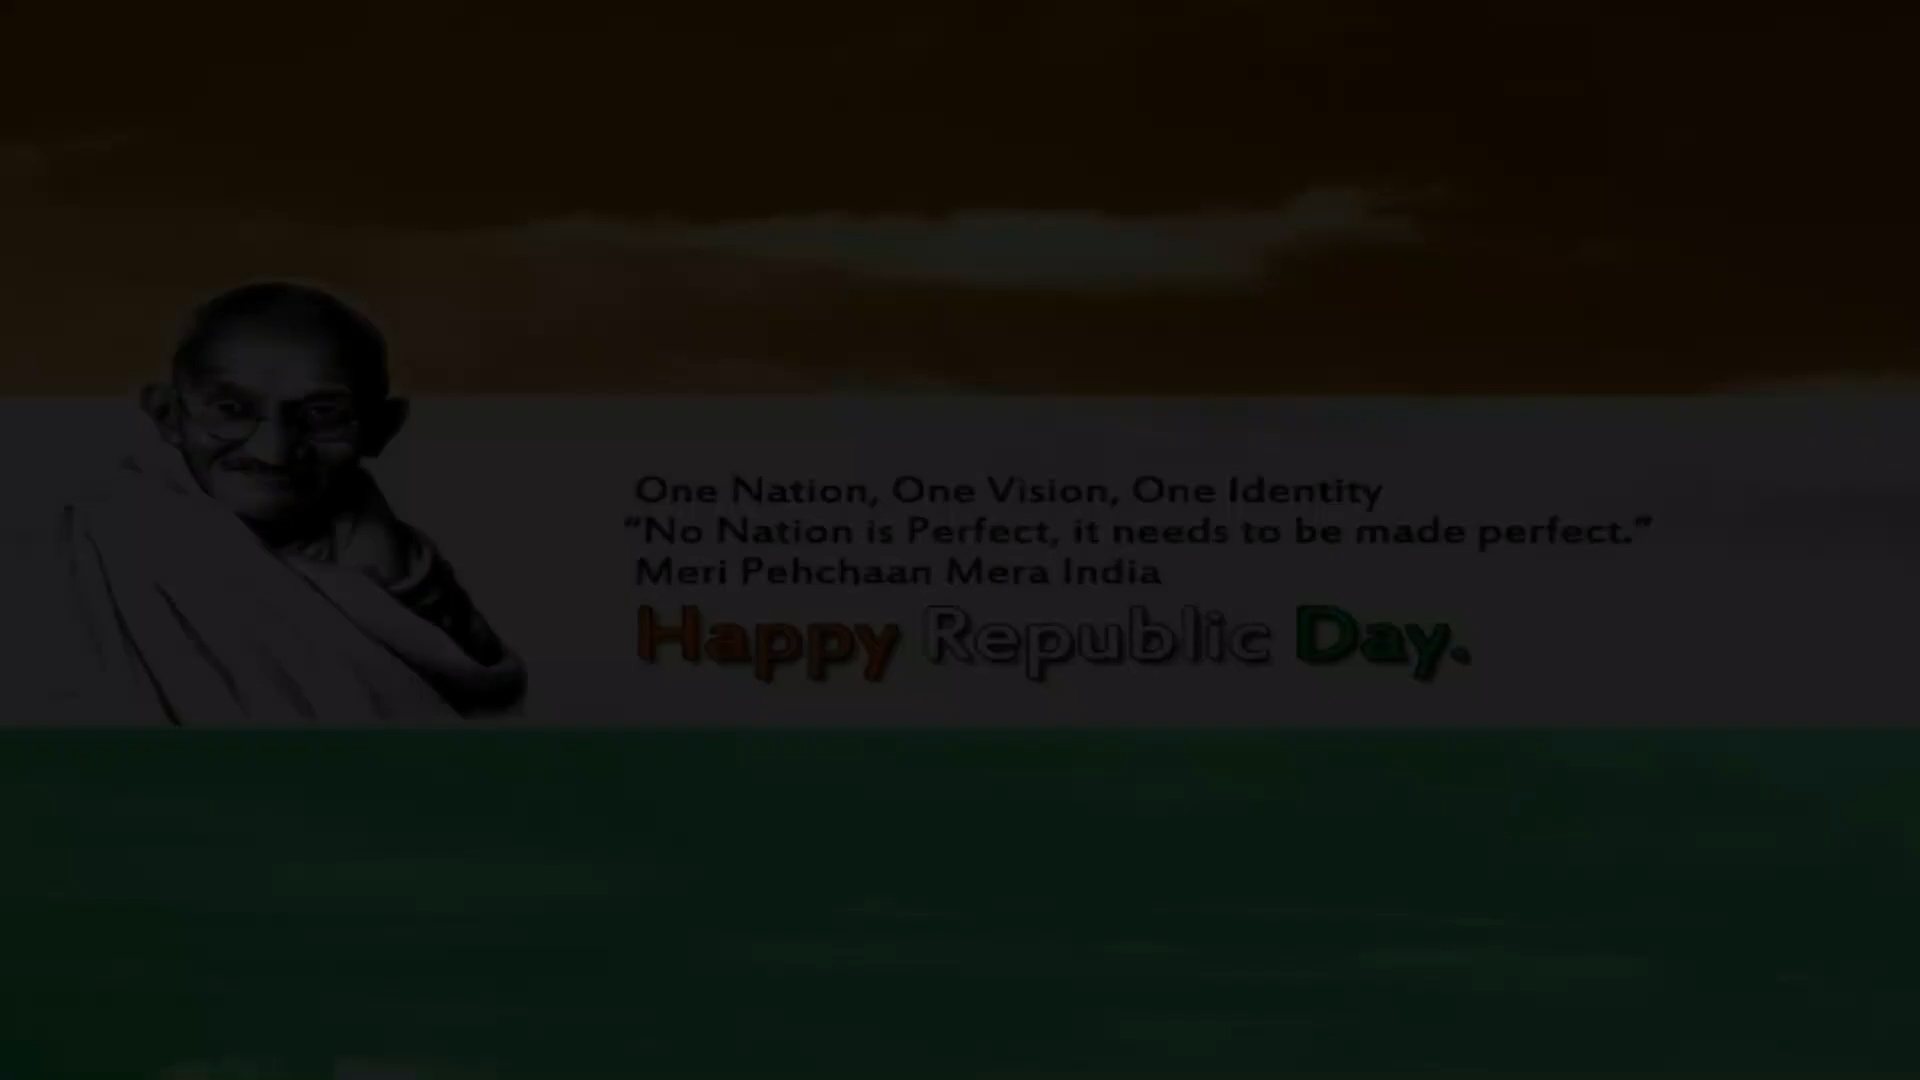 One Nation, One Vision, One Identity
“No Nation is Perfect, it needs to be made perfect.”
Meri Pehchaan Mera India
Happy Republic Day.